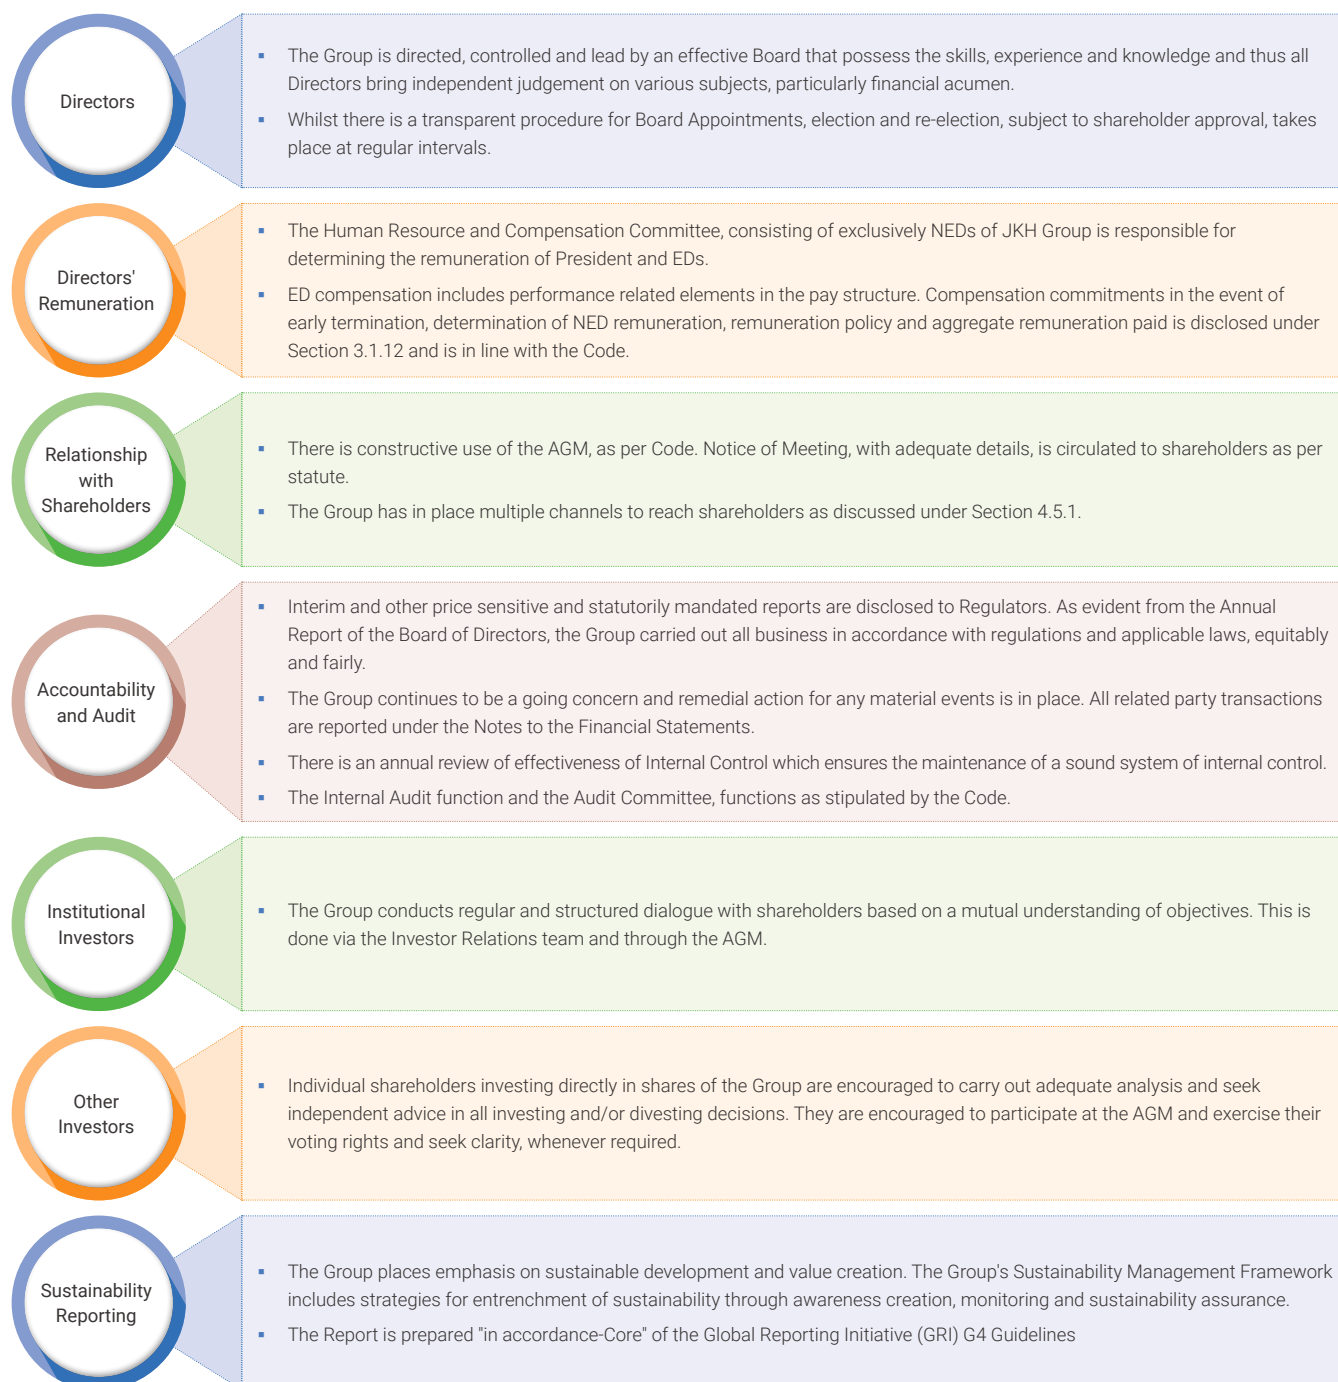 Directors
▪ The Group is directed, controlled and lead by an effective Board that possess the skills, experience and knowledge and thus all
Directors bring independent judgement on various subjects, particularly financial acumen.
▪ Whilst there is a transparent procedure for Board Appointments, election and re-election, subject to shareholder approval, takes
place at regular intervals.
Directors'
Remuneration
▪ The Human Resource and Compensation Committee, consisting of exclusively NEDs of JKH Group is responsible for
determining the remuneration of President and EDs.
▪ ED compensation includes performance related elements in the pay structure. Compensation commitments in the event of
early termination, determination of NED remuneration, remuneration policy and aggregate remuneration paid is disclosed under
Section 3.1.12 and is in line with the Code.
Relationship
with
Shareholders
▪ There is constructive use of the AGM, as per Code. Notice of Meeting, with adequate details, is circulated to shareholders as per
statute.
▪ The Group has in place multiple channels to reach shareholders as discussed under Section 4.5.1.
Accountability
and Audit
▪ Interim and other price sensitive and statutorily mandated reports are disclosed to Regulators. As evident from the Annual
Report of the Board of Directors, the Group carried out all business in accordance with regulations and applicable laws, equitably
and fairly.
▪ The Group continues to be a going concern and remedial action for any material events is in place. All related party transactions
are reported under the Notes to the Financial Statements.
▪ There is an annual review of effectiveness of Internal Control which ensures the maintenance of a sound system of internal control.
▪ The Internal Audit function and the Audit Committee, functions as stipulated by the Code.
Institutional
Investors
▪ The Group conducts regular and structured dialogue with shareholders based on a mutual understanding of objectives. This is
done via the Investor Relations team and through the AGM.
Other
Investors
▪ Individual shareholders investing directly in shares of the Group are encouraged to carry out adequate analysis and seek
independent advice in all investing and/or divesting decisions. They are encouraged to participate at the AGM and exercise their
voting rights and seek clarity, whenever required.
Sustainability
Reporting
▪ The Group places emphasis on sustainable development and value creation. The Group's Sustainability Management Framework
includes strategies for entrenchment of sustainability through awareness creation, monitoring and sustainability assurance.
▪ The Report is prepared "in accordance-Core" of the Global Reporting Initiative (GRI) G4 Guidelines